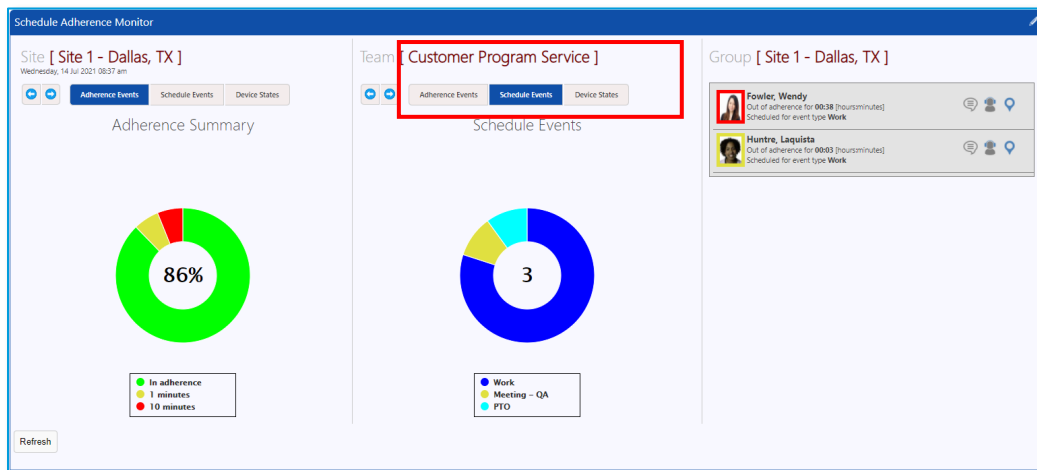 Schedule Adherence Monitor
Site [ Site 1 - Dallas, TX ]
Wednesday, 14 Jul 2021 08:37 am
Adherence Events Schedule Events Device States
Adherence Summary
86%
In adherence
1 minutes
10 minutes
Refresh
Team [ Customer Program Service ]
Adherence Events Schedule Events Device States
Schedule Events
3
Work
Meeting – QA
PTO
Group [ Site 1 - Dallas, TX ]
Fowler, Wendy
Out of adherence for 00:38 [hours:minutes]
Scheduled for event type Work
Huntre, Laquista
Out of adherence for 00:03 [hours:minutes]
Scheduled for event type Work